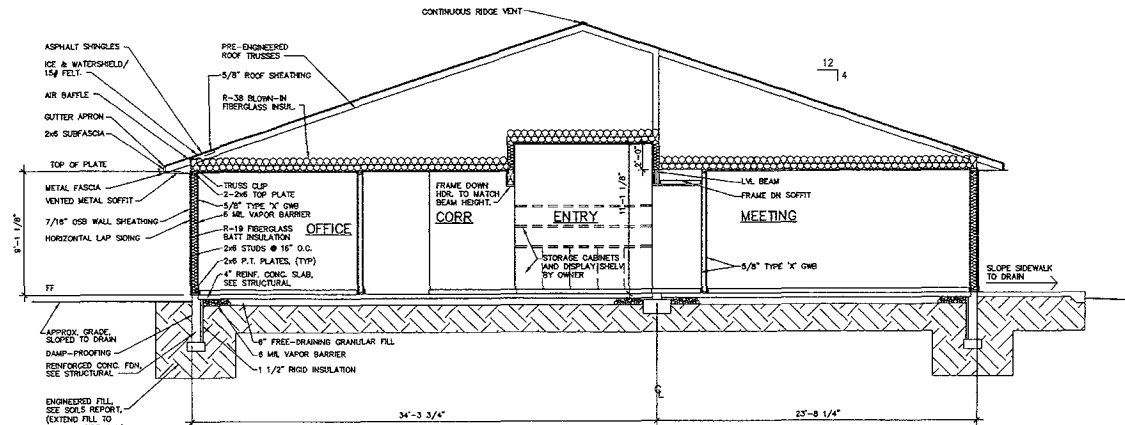 CONTINUOUS RIDGE VENT
ASPHALT SHINGLES
ICE & WATERSHIELD/
15# FELT.
AIR BAFFLE
GUTTER APRON
2x6 SUBFASCIA
TOP OF PLATE
METAL FASCIA
VENTED METAL SOFFIT
7/16" OSB WALL SHEATHING
HORIZONTAL LAP SIDING
9'-1 1/8"
FF
APPROX. GRADE,
SLOPED TO DRAIN
DAMP-PROOFING
REINFORCED CONC. FDN,
SEE STRUCTURAL
ENGINEERED FILL,
SEE SOILS REPORT,
(EXTEND FILL TO
PRE-ENGINEERED
ROOF TRUSSES
5/8" ROOF SHEATHING
R-38 BLOWN-IN
FIBERGLASS INSUL.
12
4
TRUSS CLIP
2-2x6 TOP PLATE
5/8" TYPE 'X' GWB
6 MIL VAPOR BARRIER
OFFICE
R-19 FIBERGLASS
BATT INSULATION
2x6 STUDS @ 16" O.C.
2x6 P.T. PLATES, (TYP)
4" REINF. CONC. SLAB,
SEE STRUCTURAL
FRAME DOWN
HDR. TO MATCH
BEAM HEIGHT.
CORR
ENTRY
11'-1 1/8"
2'-0"
STORAGE CABINETS
AND DISPLAY SHELV
BY OWNER
LVL BEAM
FRAME DN SOFFIT
MEETING
5/8" TYPE 'X' GWB
SLOPE SIDEWALK
TO DRAIN
6" FREE-DRAINING GRANULAR FILL
6 MIL VAPOR BARRIER
1 1/2" RIGID INSULATION
CL
34'-3 3/4"
23'-8 1/4"